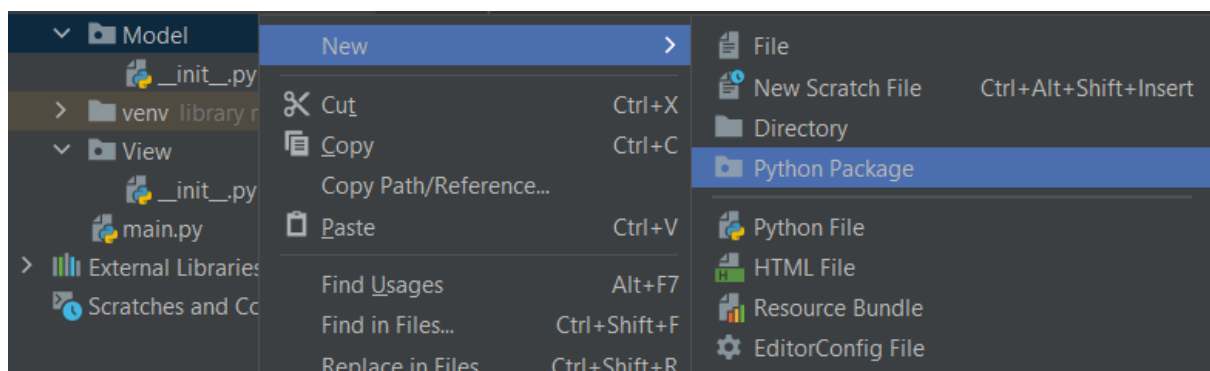 Model
__init__.py
venv library r
View
__init__.py
main.py
External Libraries
Scratches and Co
New
Cut Ctrl+X
Copy Ctrl+C
Copy Path/Reference...
Paste Ctrl+V
Find Usages Alt+F7
Find in Files... Ctrl+Shift+F
Replace in Files Ctrl+Shift+R
File
New Scratch File Ctrl+Alt+Shift+Insert
Directory
Python Package
Python File
HTML File
Resource Bundle
EditorConfig File